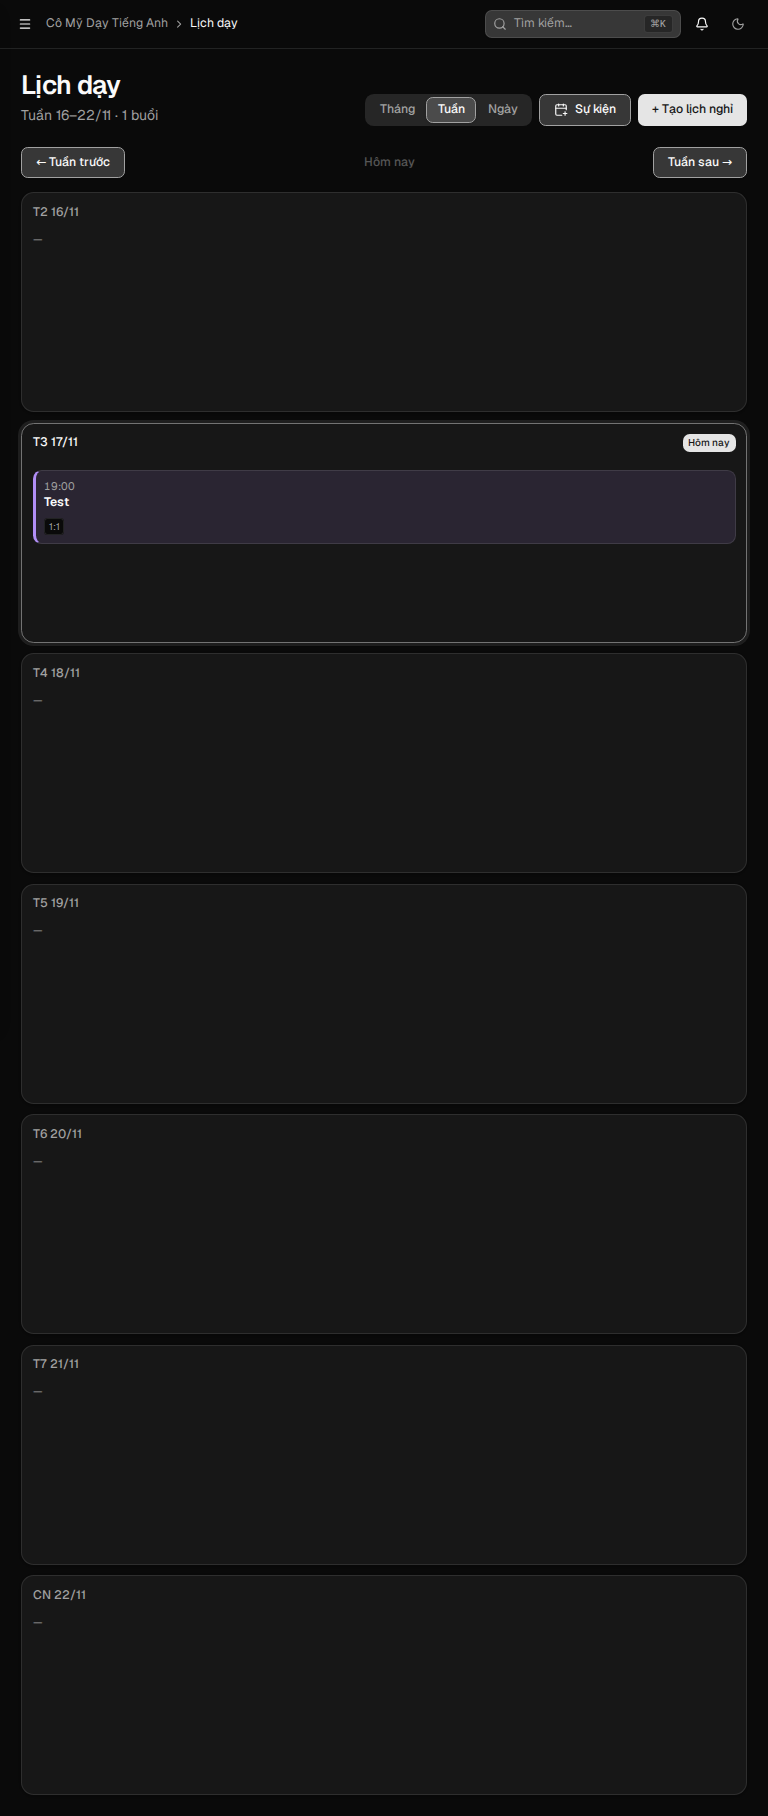 Cô Mỹ Dạy Tiếng Anh > Lịch dạy
Tìm kiếm... ⌘K
Lịch dạy
Tuần 16–22/11 · 1 buổi
Tháng Tuần Ngày Sự kiện + Tạo lịch nghỉ
← Tuần trước Hôm nay Tuần sau →
T2 16/11
—
T3 17/11 Hôm nay
19:00
Test
1:1
T4 18/11
—
T5 19/11
—
T6 20/11
—
T7 21/11
—
CN 22/11
—